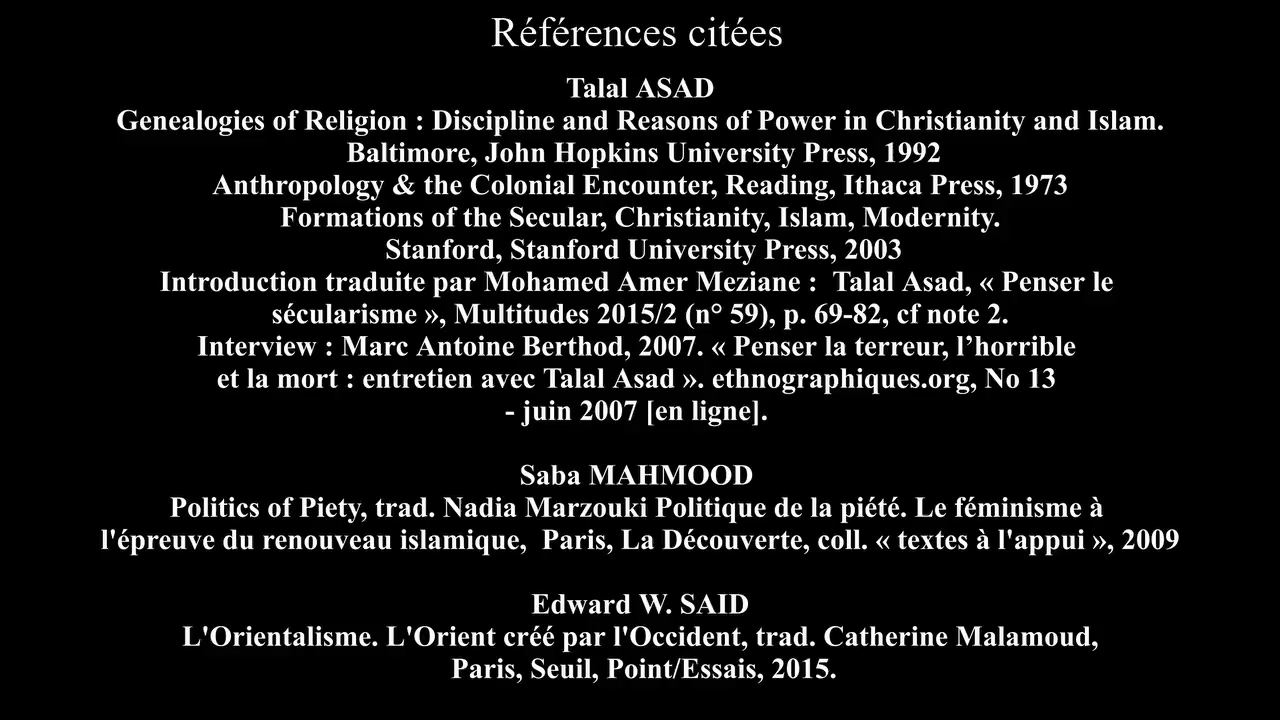 Références citées
Talal ASAD
Genealogies of Religion : Discipline and Reasons of Power in Christianity and Islam.
Baltimore, John Hopkins University Press, 1992
Anthropology & the Colonial Encounter, Reading, Ithaca Press, 1973
Formations of the Secular, Christianity, Islam, Modernity.
Stanford, Stanford University Press, 2003
Introduction traduite par Mohamed Amer Meziane :  Talal Asad, « Penser le
sécularisme », Multitudes 2015/2 (n° 59), p. 69-82, cf note 2.
Interview : Marc Antoine Berthod, 2007. « Penser la terreur, l’horrible
et la mort : entretien avec Talal Asad ». ethnographiques.org, No 13
- juin 2007 [en ligne].
Saba MAHMOOD
Politics of Piety, trad. Nadia Marzouki Politique de la piété. Le féminisme à
l'épreuve du renouveau islamique,  Paris, La Découverte, coll. « textes à l'appui », 2009
Edward W. SAID
L'Orientalisme. L'Orient créé par l'Occident, trad. Catherine Malamoud,
Paris, Seuil, Point/Essais, 2015.